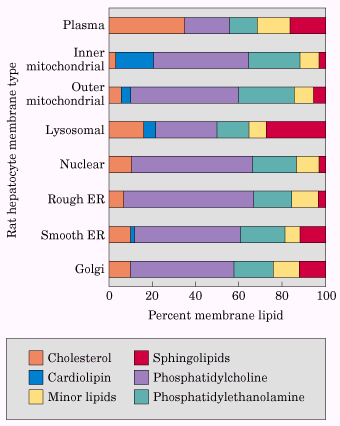 Rat hepatocyte membrane type
Plasma
Inner
mitochondrial
Outer
mitochondrial
Lysosomal
Nuclear
Rough ER
Smooth ER
Golgi
0 20 40 60 80 100
Percent membrane lipid
Cholesterol
Cardiolipin
Minor lipids
Sphingolipids
Phosphatidylcholine
Phosphatidylethanolamine